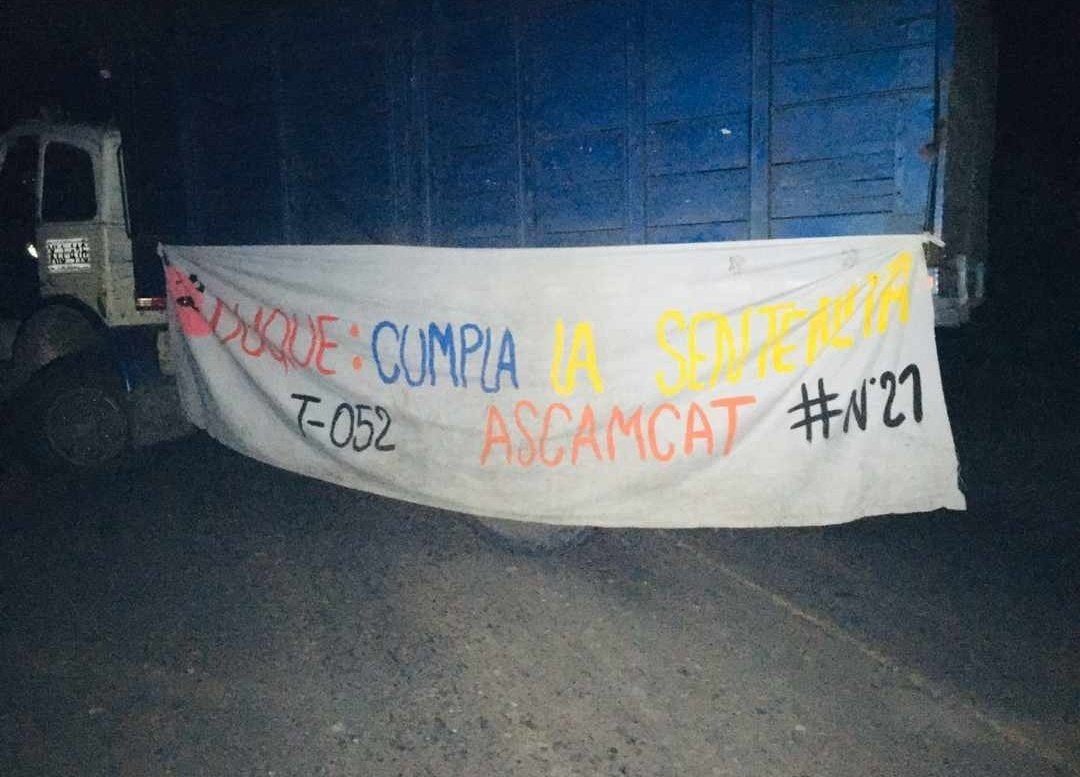 DUQUE: CUMPLA LA SENTENCIA
T-052 ASCAMCAT #N°21